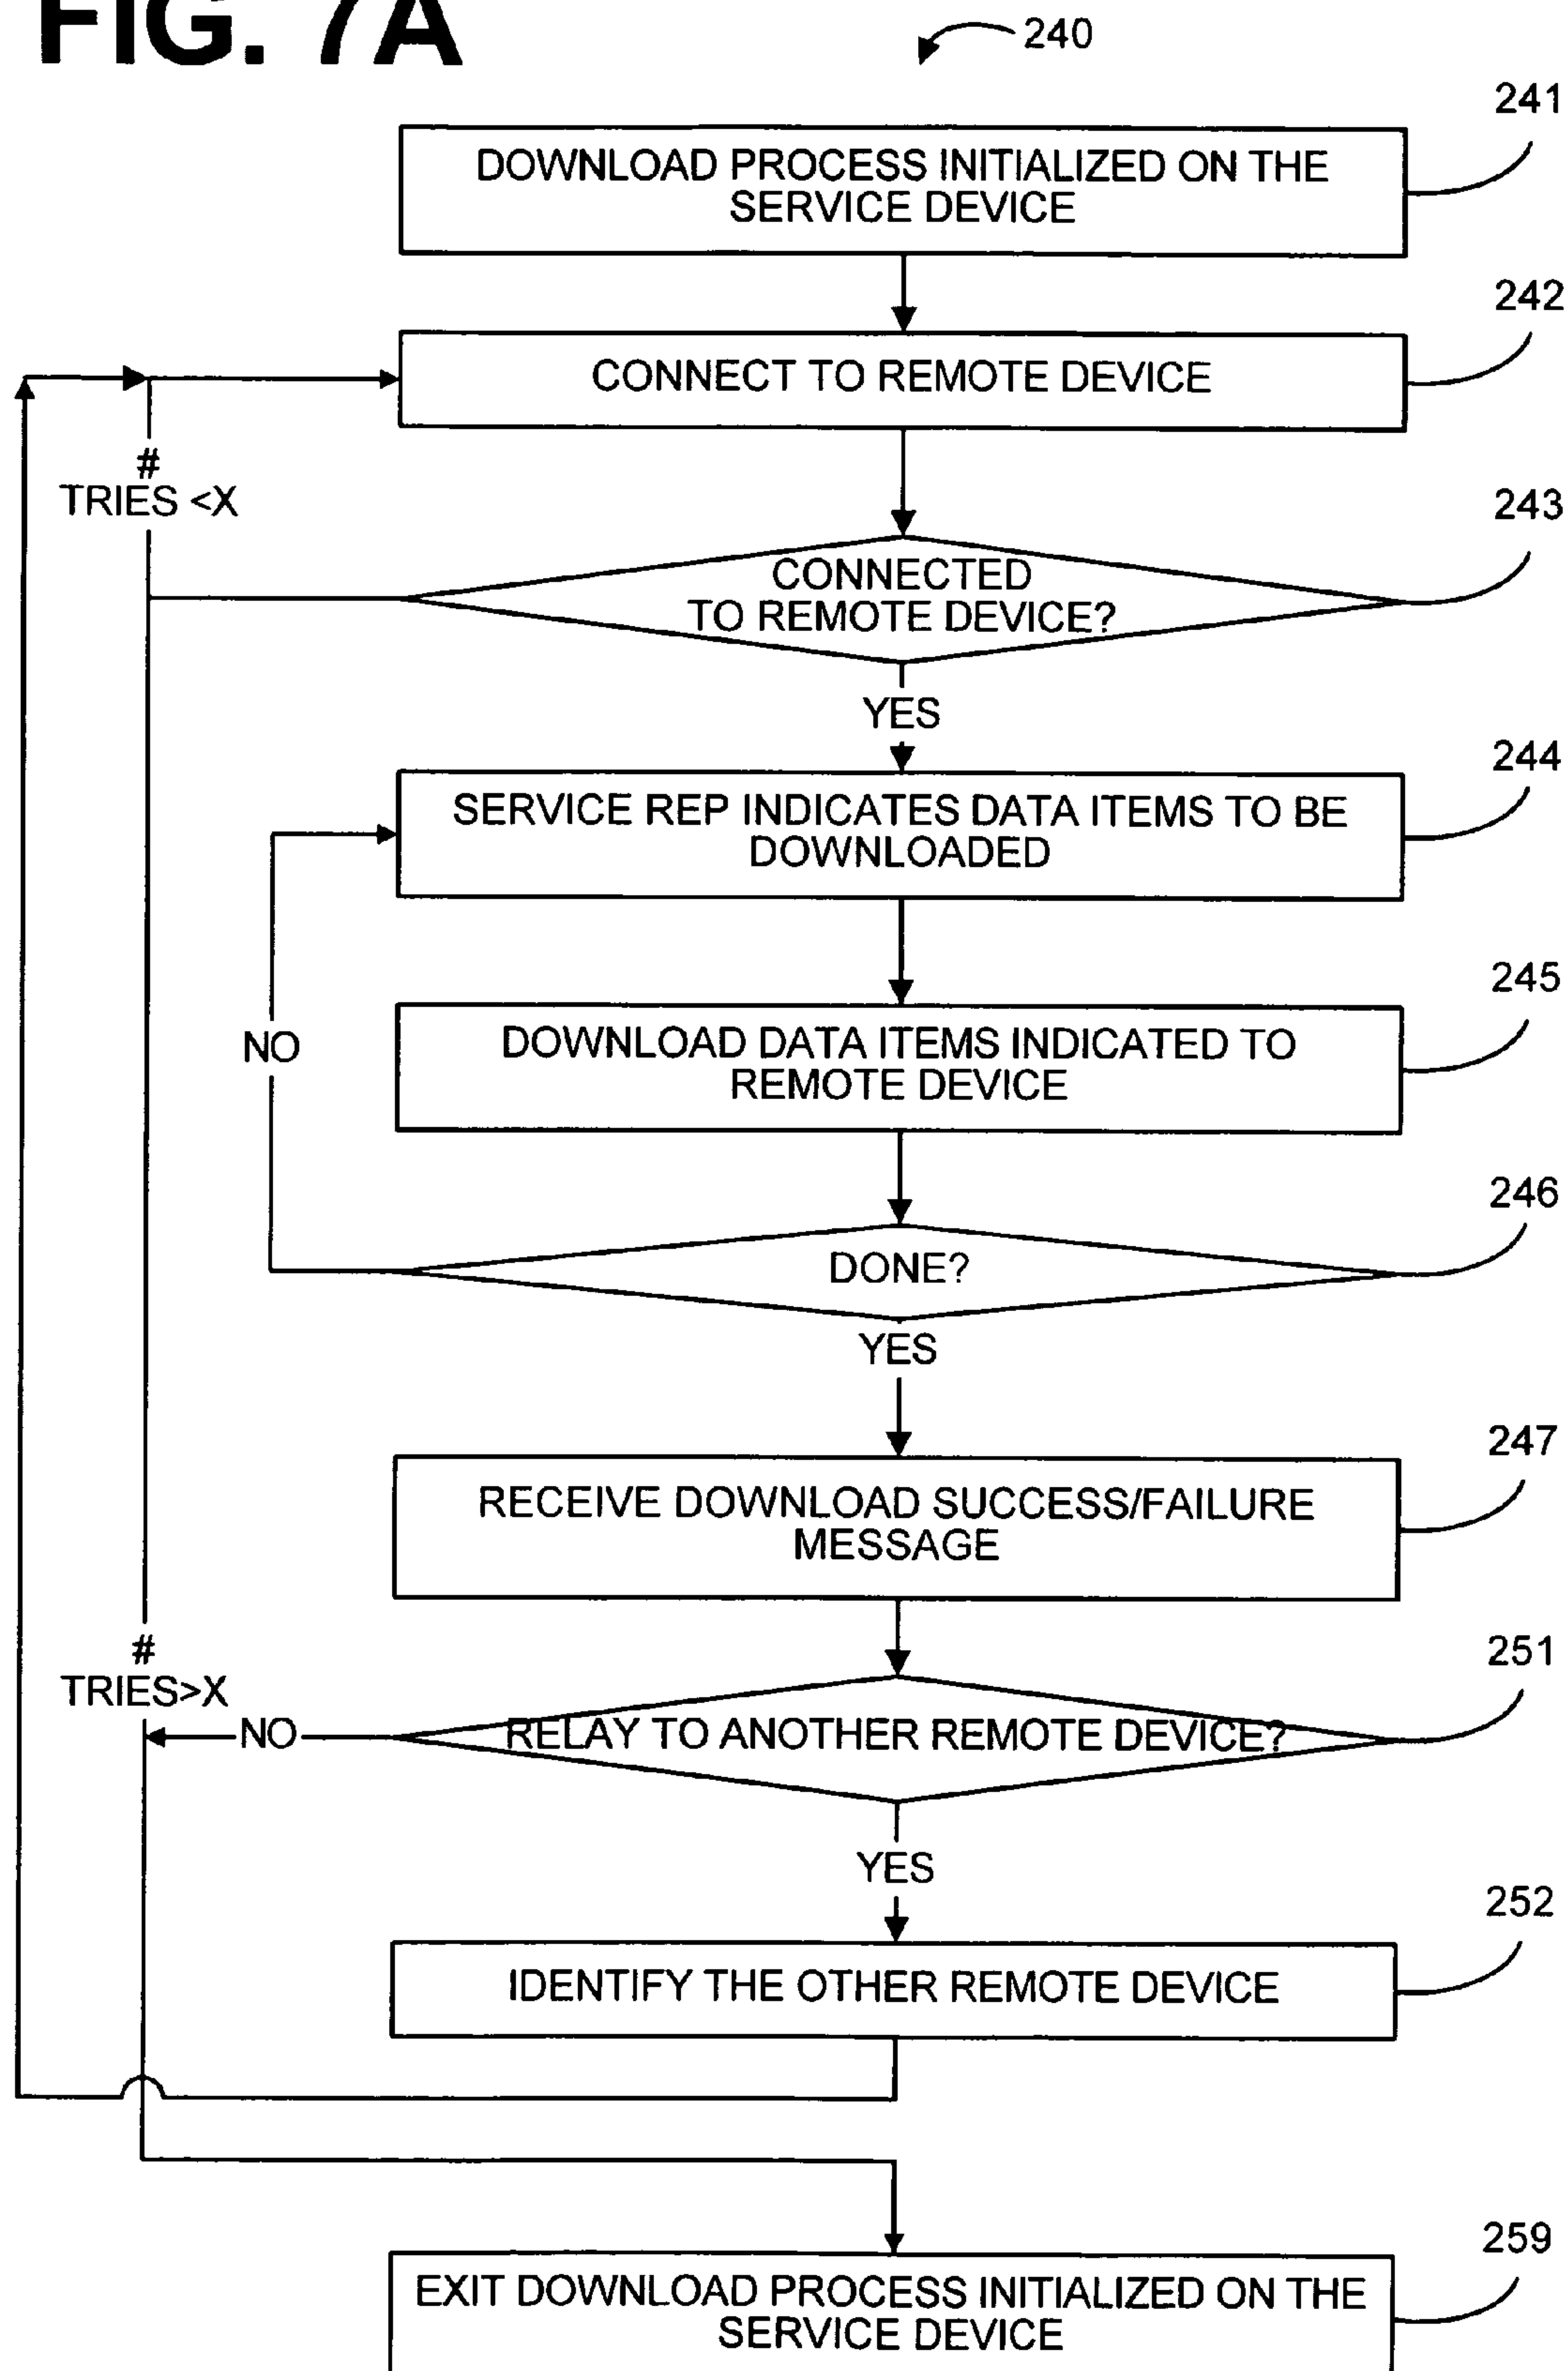 FIG. 7A
240
241
DOWNLOAD PROCESS INITIALIZED ON THE
SERVICE DEVICE
242
CONNECT TO REMOTE DEVICE
#
TRIES <X
243
CONNECTED
TO REMOTE DEVICE?
YES
244
SERVICE REP INDICATES DATA ITEMS TO BE
DOWNLOADED
245
NO
DOWNLOAD DATA ITEMS INDICATED TO
REMOTE DEVICE
246
DONE?
YES
247
RECEIVE DOWNLOAD SUCCESS/FAILURE
MESSAGE
#
TRIES>X
251
NO
RELAY TO ANOTHER REMOTE DEVICE?
YES
252
IDENTIFY THE OTHER REMOTE DEVICE
259
EXIT DOWNLOAD PROCESS INITIALIZED ON THE
SERVICE DEVICE